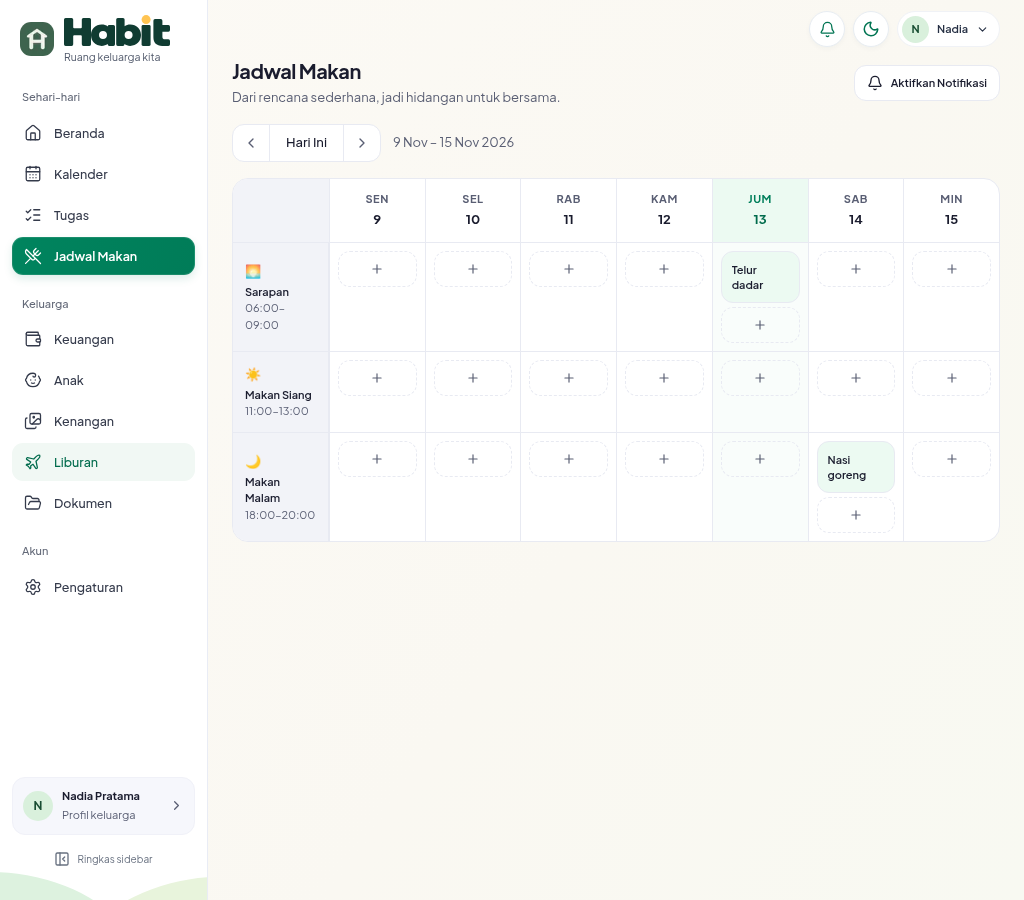 Habit
Ruang keluarga kita
Sehari-hari
Beranda
Kalender
Tugas
Jadwal Makan
Keluarga
Keuangan
Anak
Kenangan
Liburan
Dokumen
Akun
Pengaturan
N
Nadia Pratama
Profil keluarga
Ringkas sidebar
N
Nadia
Jadwal Makan
Dari rencana sederhana, jadi hidangan untuk bersama.
Aktifkan Notifikasi
Hari Ini
9 Nov – 15 Nov 2026
SEN SEL RAB KAM JUM SAB MIN
9 10 11 12 13 14 15
Sarapan
06:00–
09:00
Telur
dadar
Makan Siang
11:00–13:00
Makan
Malam
18:00–20:00
Nasi
goreng